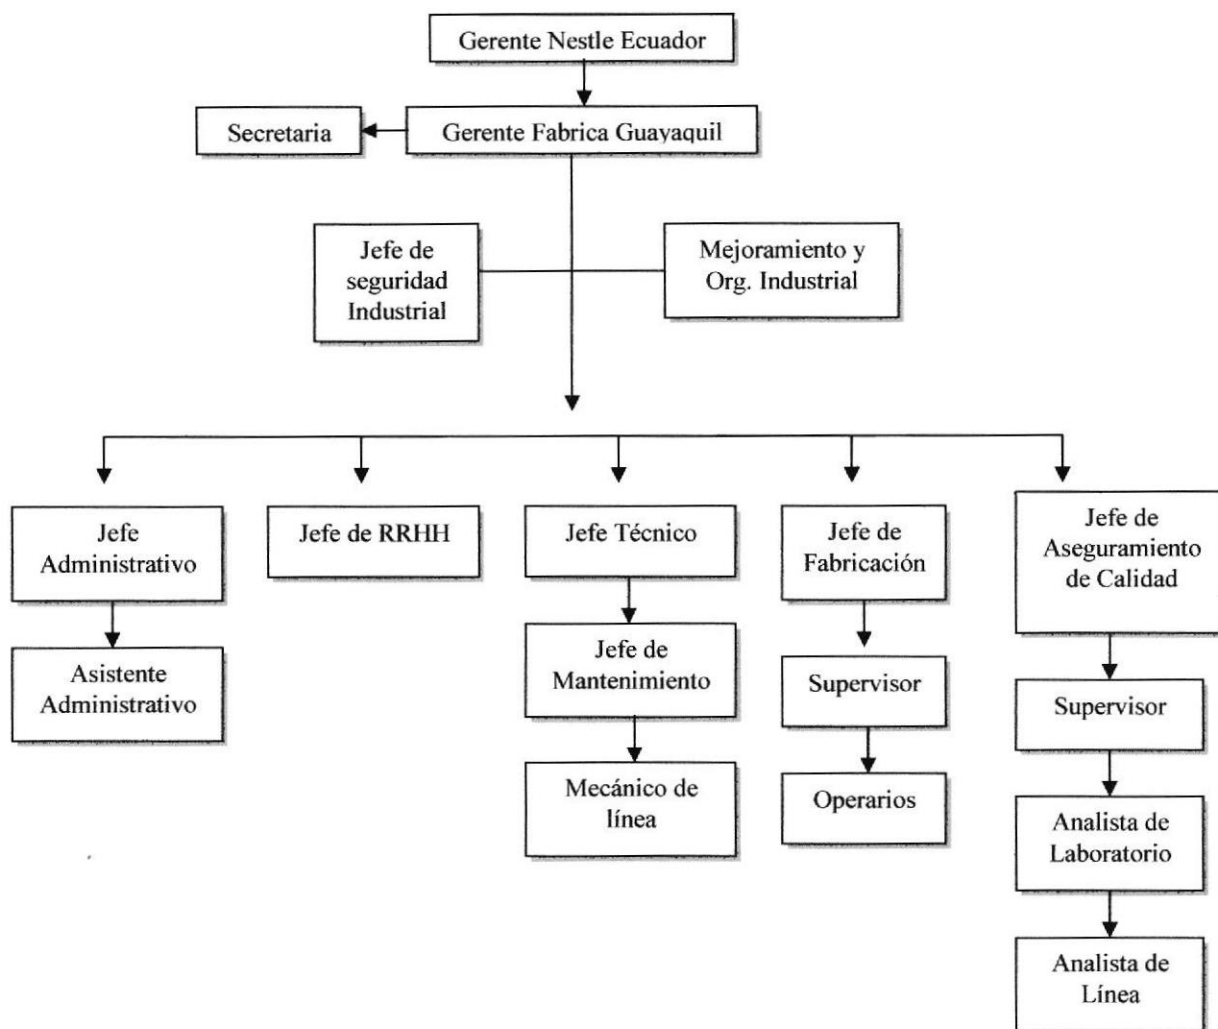 Gerente Nestle Ecuador
Secretaria
Gerente Fabrica Guayaquil
Jefe de
seguridad
Industrial
Mejoramiento y
Org. Industrial
Jefe
Administrativo
Jefe de RRHH
Jefe Técnico
Jefe de
Fabricación
Jefe de
Aseguramiento
de Calidad
Asistente
Administrativo
Jefe de
Mantenimiento
Supervisor
Supervisor
Mecánico de
línea
Operarios
Analista de
Laboratorio
Analista de
Línea